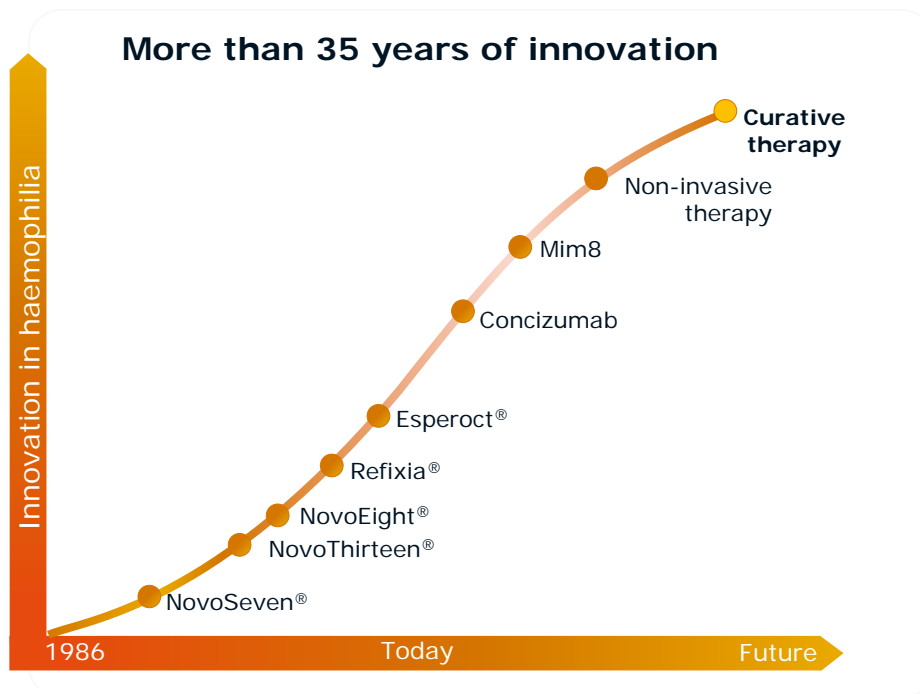 More than 35 years of innovation
Innovation in haemophilia
Curative
therapy
Non-invasive
therapy
Mim8
Concizumab
Esperoct®
Refixia®
NovoEight®
NovoThirteen®
NovoSeven®
1986 Today Future